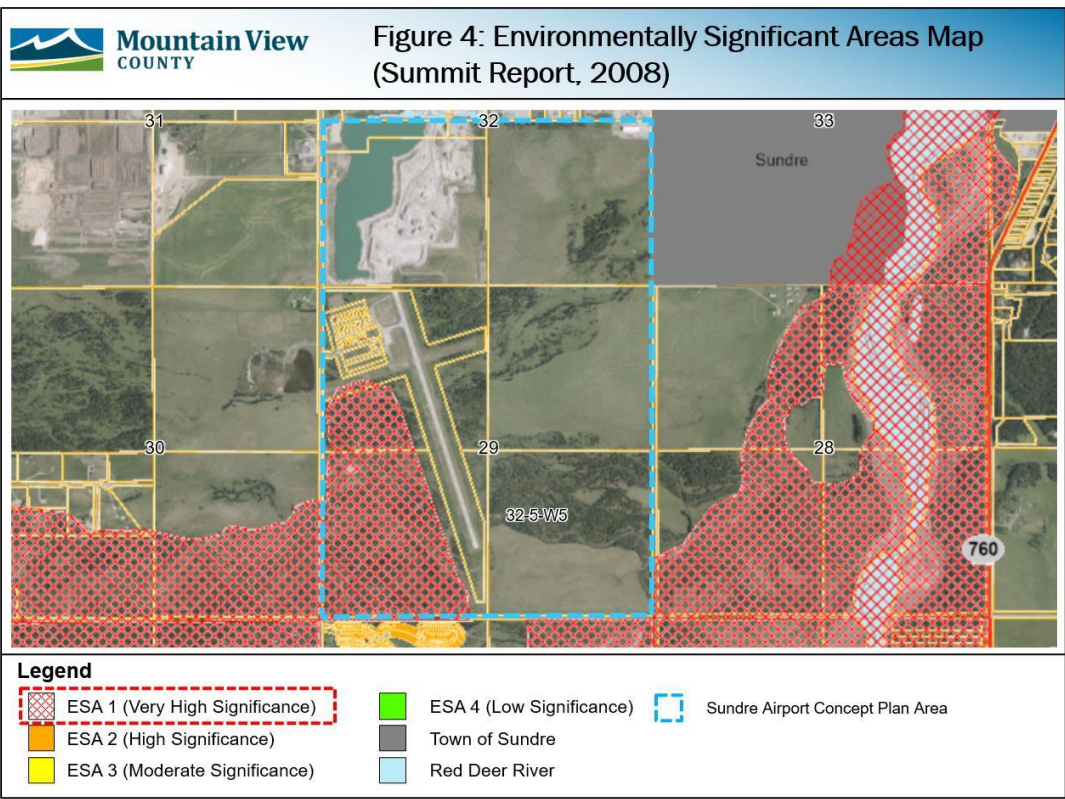 Mountain View
COUNTY
Figure 4: Environmentally Significant Areas Map
(Summit Report, 2008)
31
32
33
Sundre
30
29
28
32-5-W5
760
Legend
ESA 1 (Very High Significance)
ESA 2 (High Significance)
ESA 3 (Moderate Significance)
ESA 4 (Low Significance)
Town of Sundre
Red Deer River
Sundre Airport Concept Plan Area